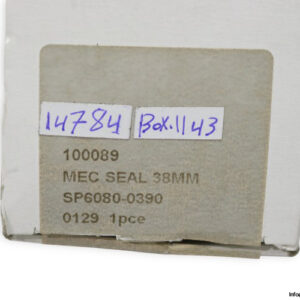 14784 Box.1143
100089
MEC SEAL 38MM
SP6080-0390
0129 1pce